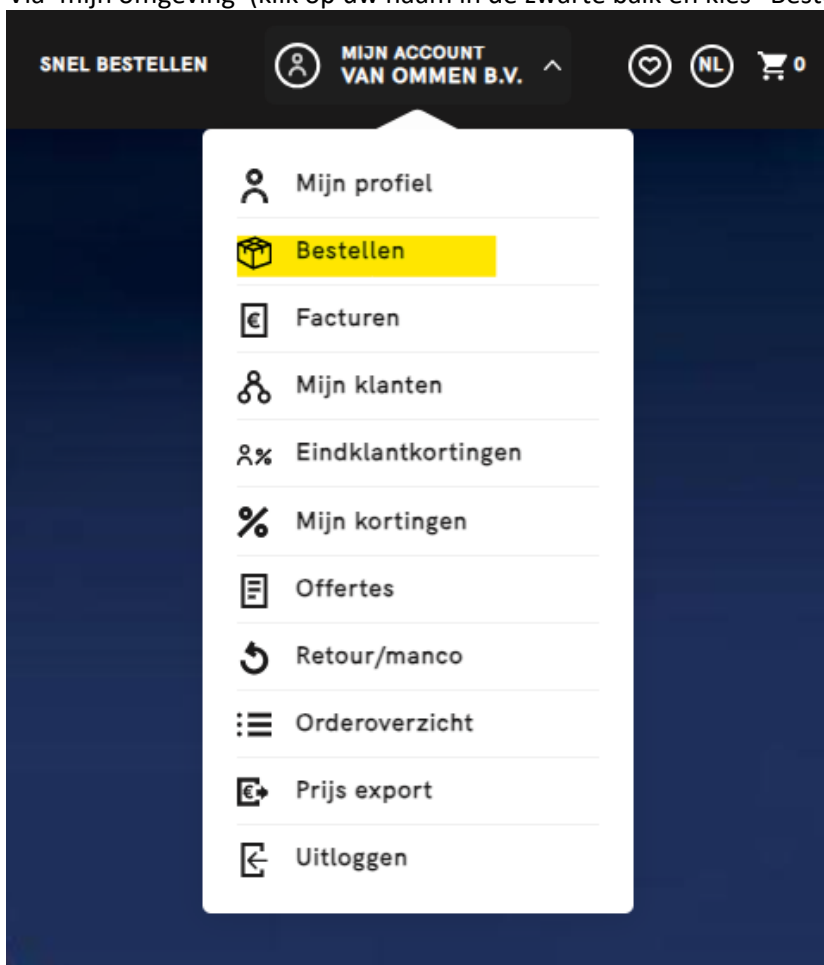 Via 'mijn omgeving' (klik op uw naam in de zwarte balk en kies "Best
SNEL BESTELLEN
MIJN ACCOUNT
VAN OMMEN B.V.
NL
0
Mijn profiel
Bestellen
Facturen
Mijn klanten
Eindklantkortingen
Mijn kortingen
Offertes
Retour/manco
Orderoverzicht
Prijs export
Uitloggen